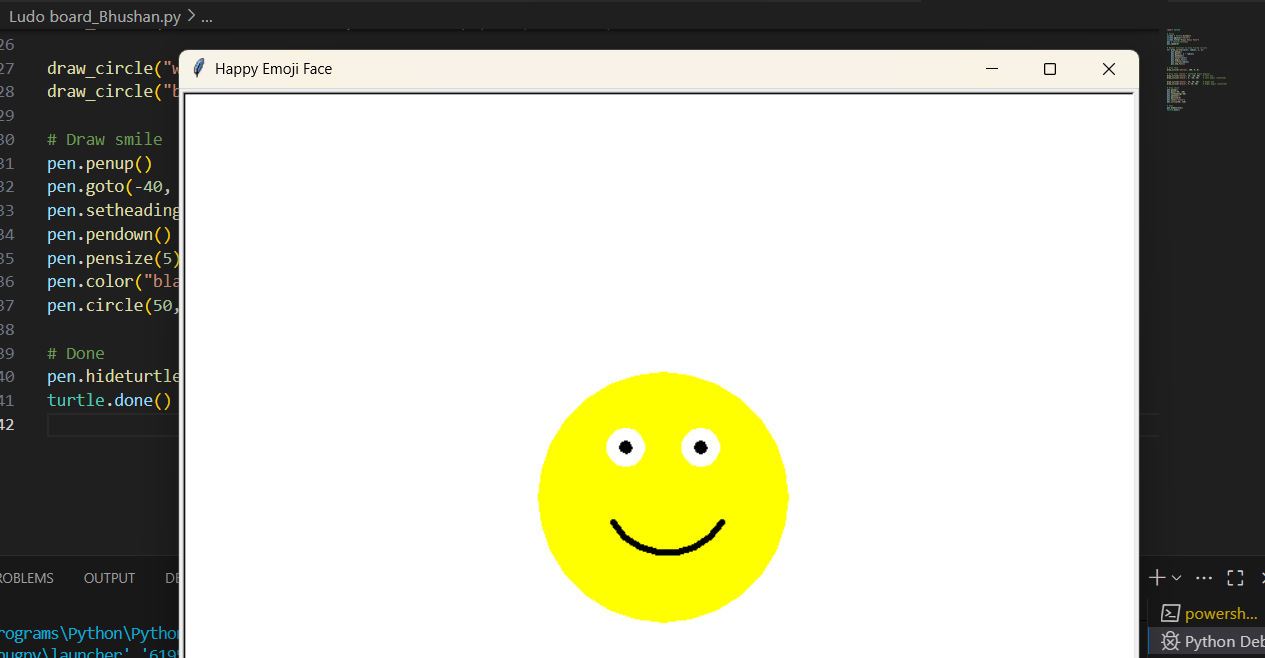 Ludo board_Bhushan.py > ...
26
27 draw_circle("w
28 draw_circle("b
29
30 # Draw smile
31 pen.penup()
32 pen.goto(-40,
33 pen.setheading
34 pen.pendown()
35 pen.pensize(5)
36 pen.color("bla
37 pen.circle(50,
38
39 # Done
40 pen.hideturtle
41 turtle.done()
42
Happy Emoji Face
ROBLEMS OUTPUT DE
rograms\Python\Python
bugpy\launcher' '6195
powersh...
Python Deb